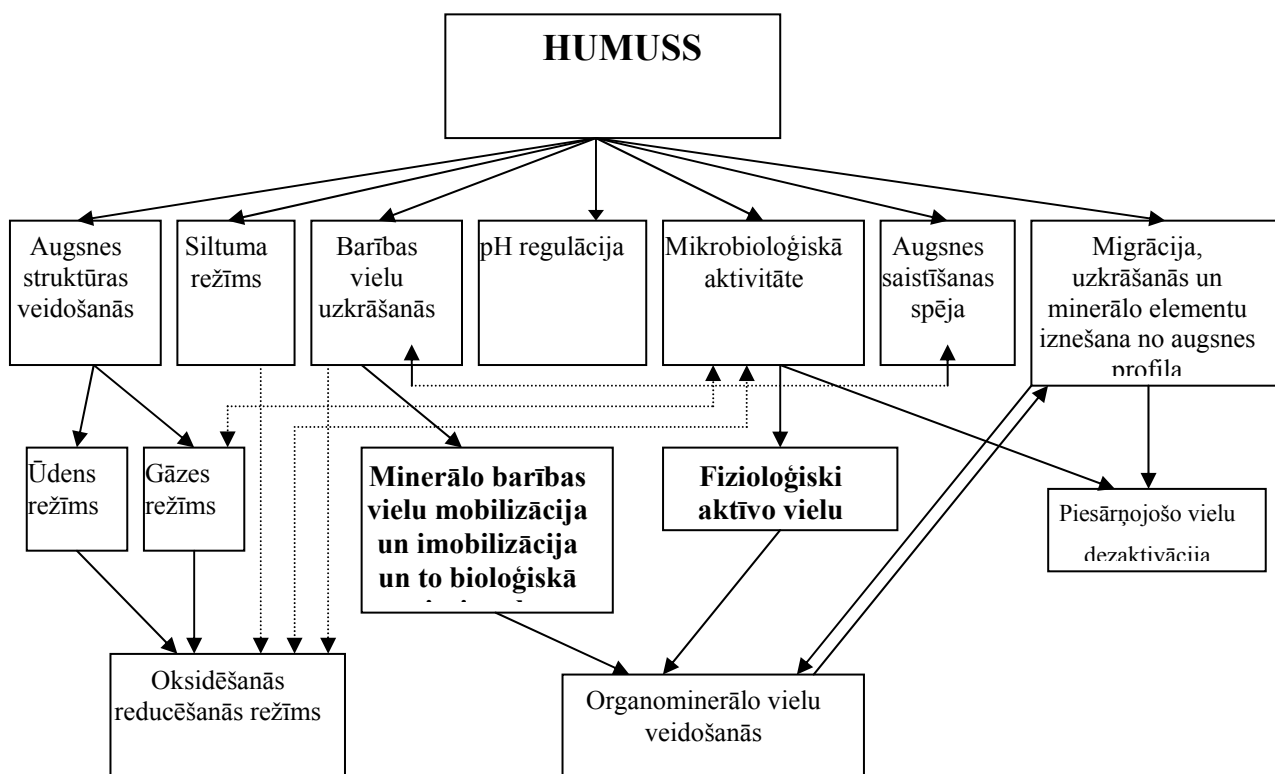 HUMUSS
Augsnes
struktūras
veidošanās
Siltuma
režīms
Barības
vielu
uzkrāšanās
pH regulācija
Mikrobioloģiskā
aktivitāte
Augsnes
saistīšanas
spēja
Migrācija,
uzkrāšanās un
minerālo elementu
iznešana no augsnes
profila
Ūdens
režīms
Gāzes
režīms
Minerālo barības
vielu mobilizācija
un imobilizācija
un to bioloģiskā
Fizioloģiski
aktīvo vielu
Piesārņojošo vielu
dezaktivācija
Oksidēšanās
reducēšanās režīms
Organominerālo vielu
veidošanās